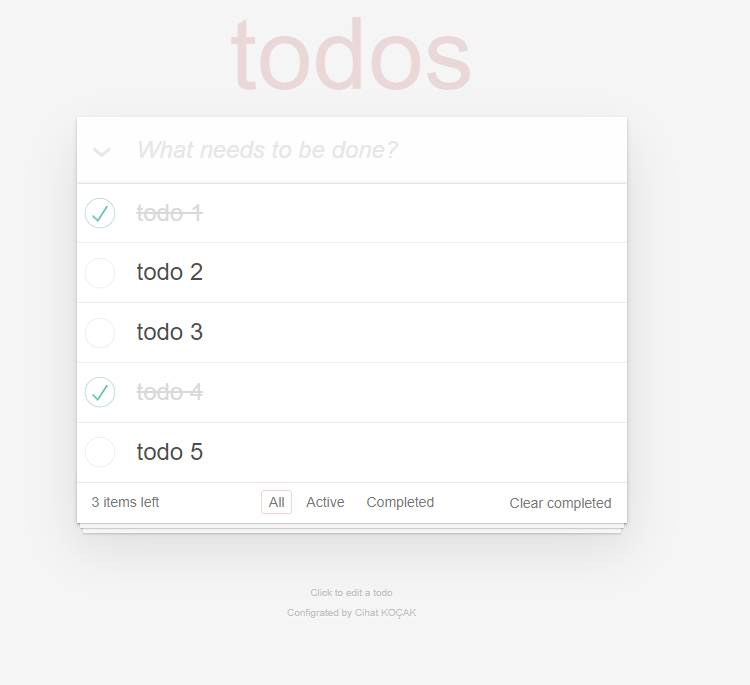 todos
What needs to be done?
todo 1
todo 2
todo 3
todo 4
todo 5
3 items left All Active Completed Clear completed
Click to edit a todo
Configrated by Cihat KOÇAK